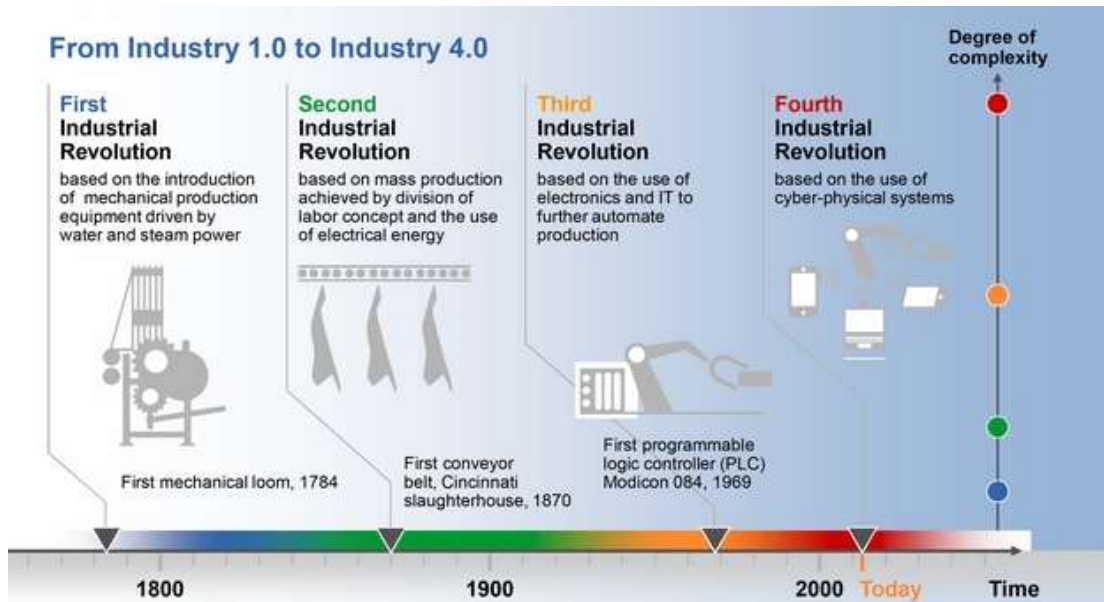 From Industry 1.0 to Industry 4.0
Degree of
complexity
First
Industrial
Revolution
based on the introduction
of mechanical production
equipment driven by
water and steam power
First mechanical loom, 1784
Second
Industrial
Revolution
based on mass production
achieved by division of
labor concept and the use
of electrical energy
First conveyor
belt, Cincinnati
slaughterhouse, 1870
Third
Industrial
Revolution
based on the use of
electronics and IT to
further automate
production
First programmable
logic controller (PLC)
Modicon 084, 1969
Fourth
Industrial
Revolution
based on the use of
cyber-physical systems
1800
1900
2000
Today
Time